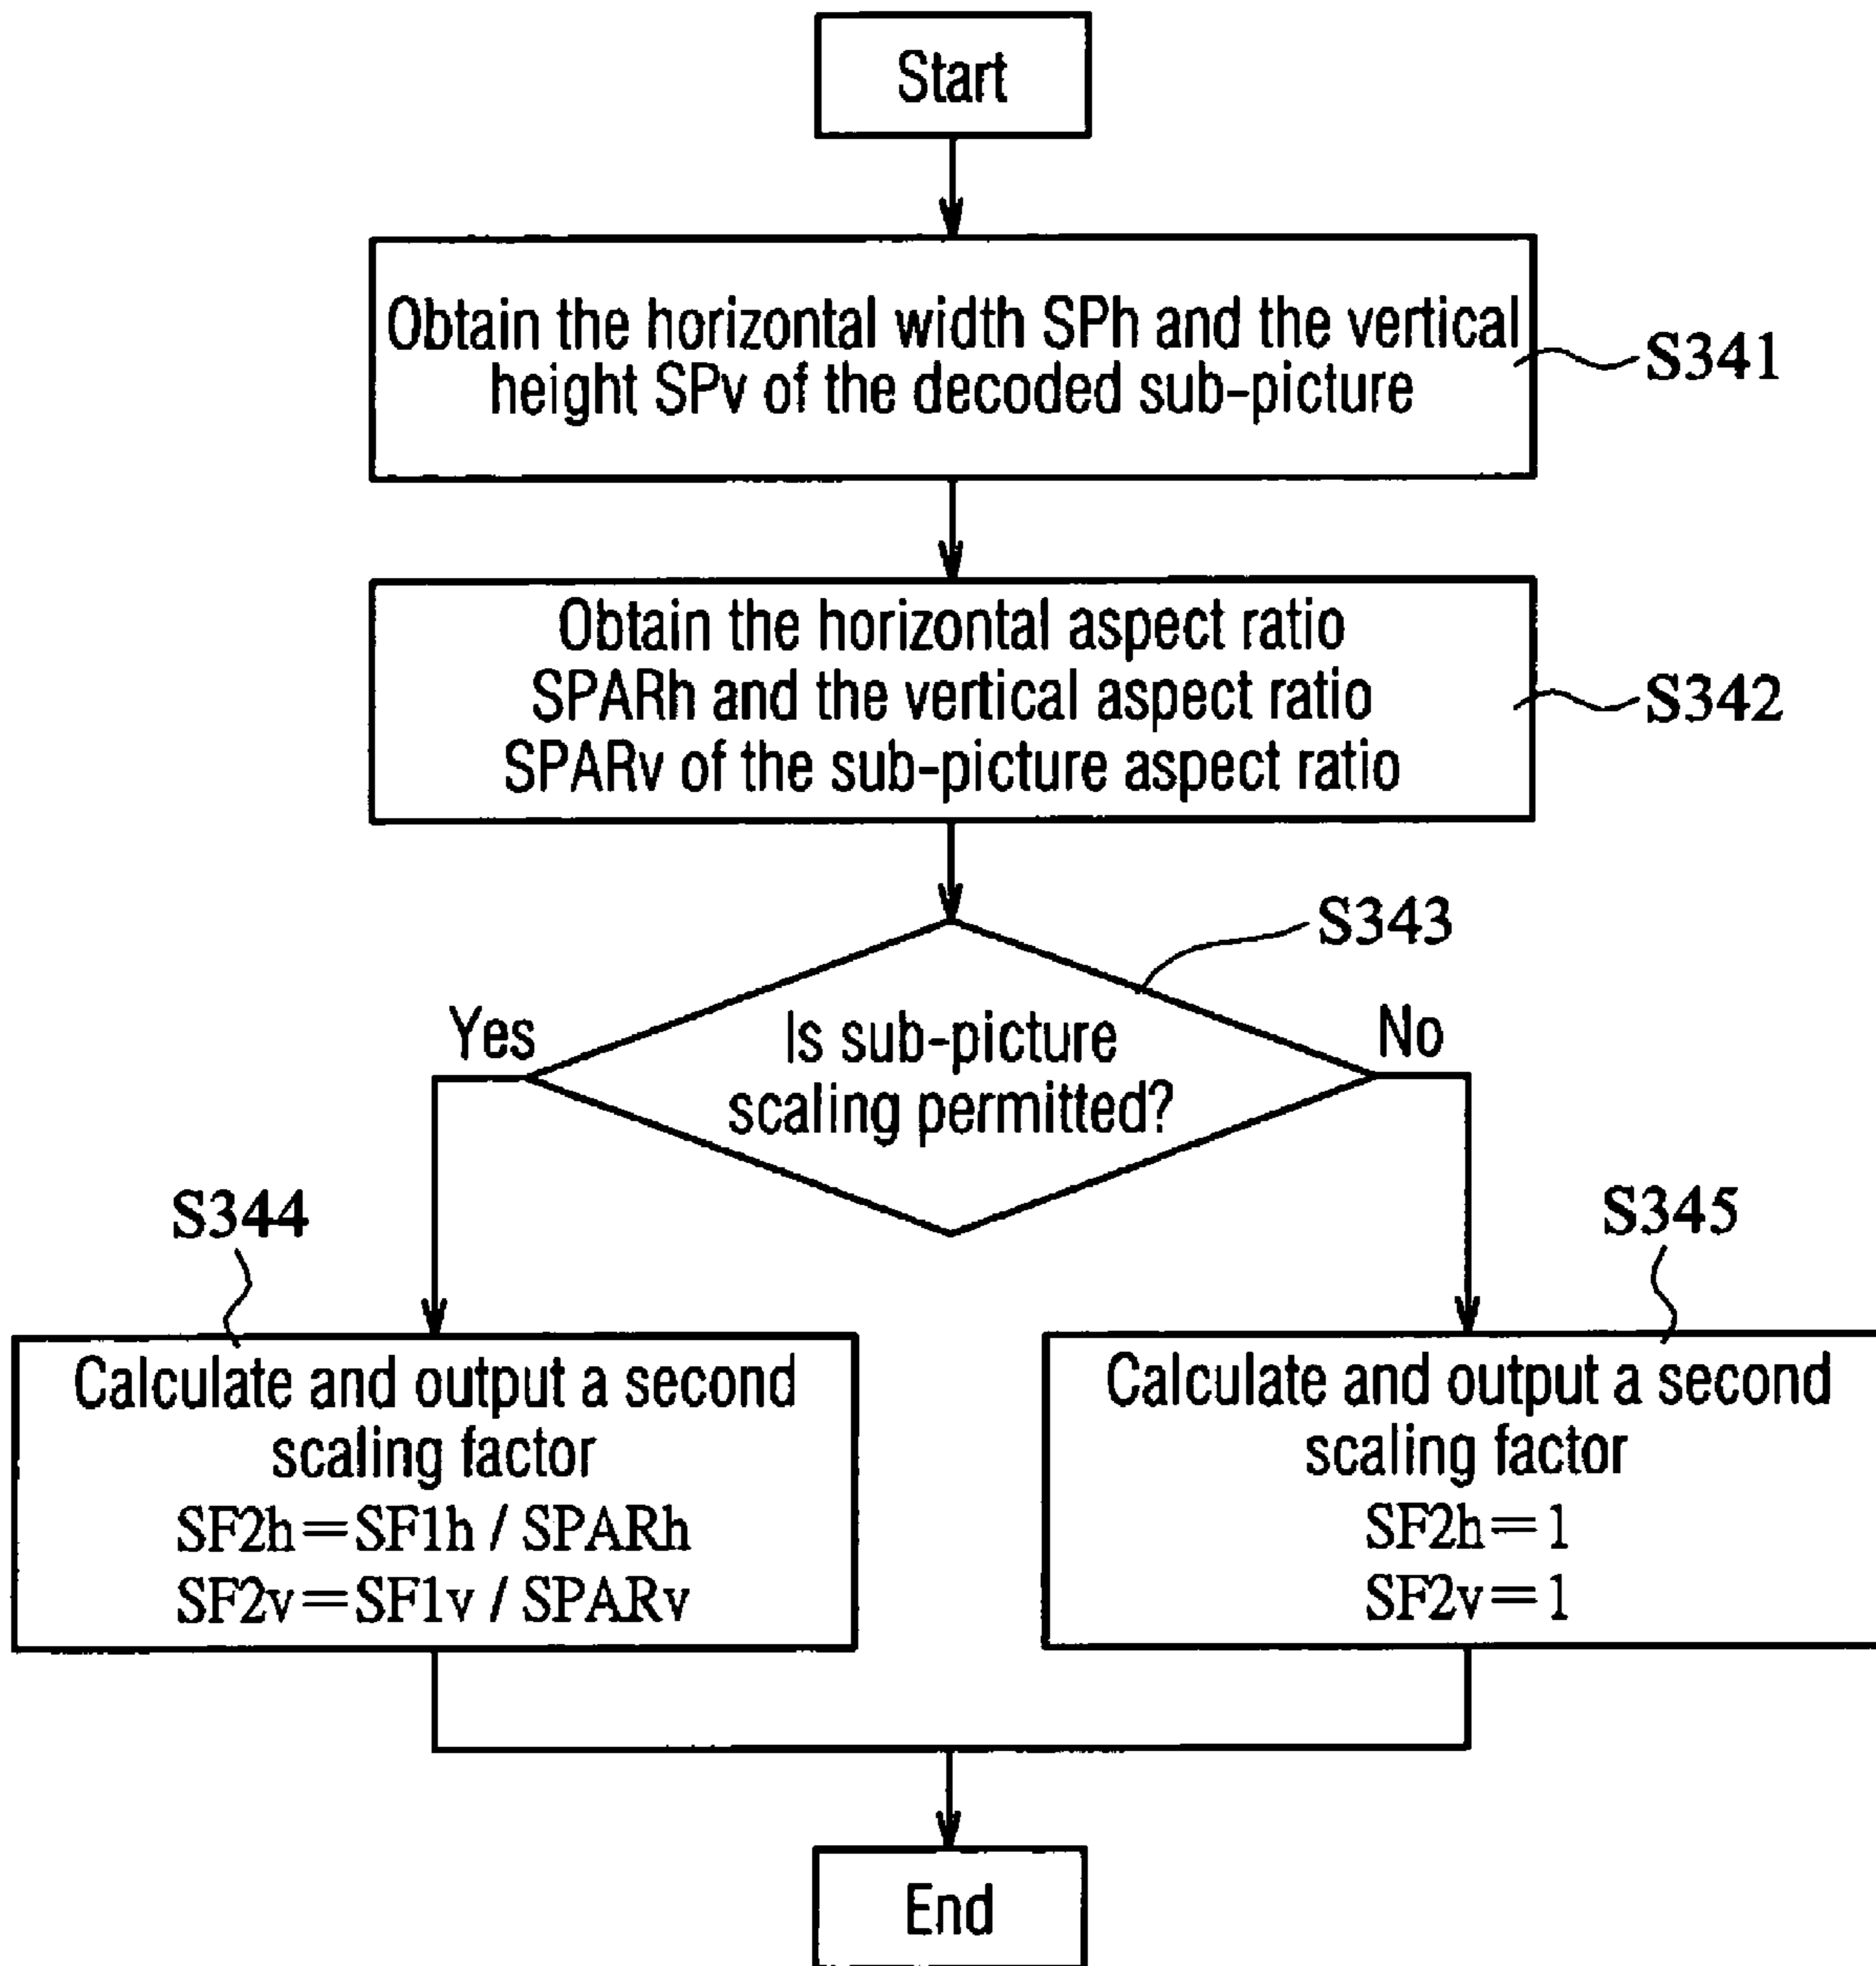 Start
Obtain the horizontal width SPh and the vertical
height SPv of the decoded sub-picture
S341
Obtain the horizontal aspect ratio
SPARh and the vertical aspect ratio
SPARv of the sub-picture aspect ratio
S342
S343
Yes
Is sub-picture
scaling permitted?
No
S344
Calculate and output a second
scaling factor
SF2h=SF1h / SPARh
SF2v=SF1v / SPARv
S345
Calculate and output a second
scaling factor
SF2h=1
SF2v=1
End